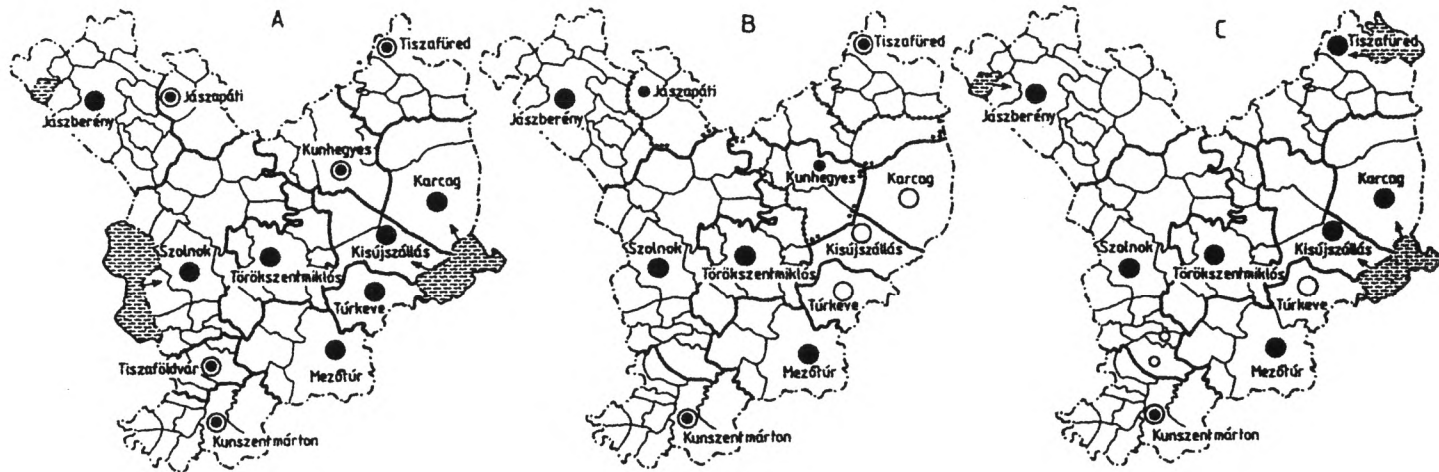 A
Tiszafüred
Jászapáti
Jászberény
Kunhegyes
Karcag
Szolnok
Kisújszállás
Törökszentmiklós
Túrkeve
Tiszaföldvár
Mezőtúr
Kunszentmárton
B
Tiszafüred
Jászapáti
Jászberény
Kunhegyes
Karcag
Szolnok
Kisújszállás
Törökszentmiklós
Túrkeve
Mezőtúr
Kunszentmárton
C
Tiszafüred
Jászberény
Karcag
Szolnok
Kisújszállás
Törökszentmiklós
Túrkeve
Mezőtúr
Kunszentmárton